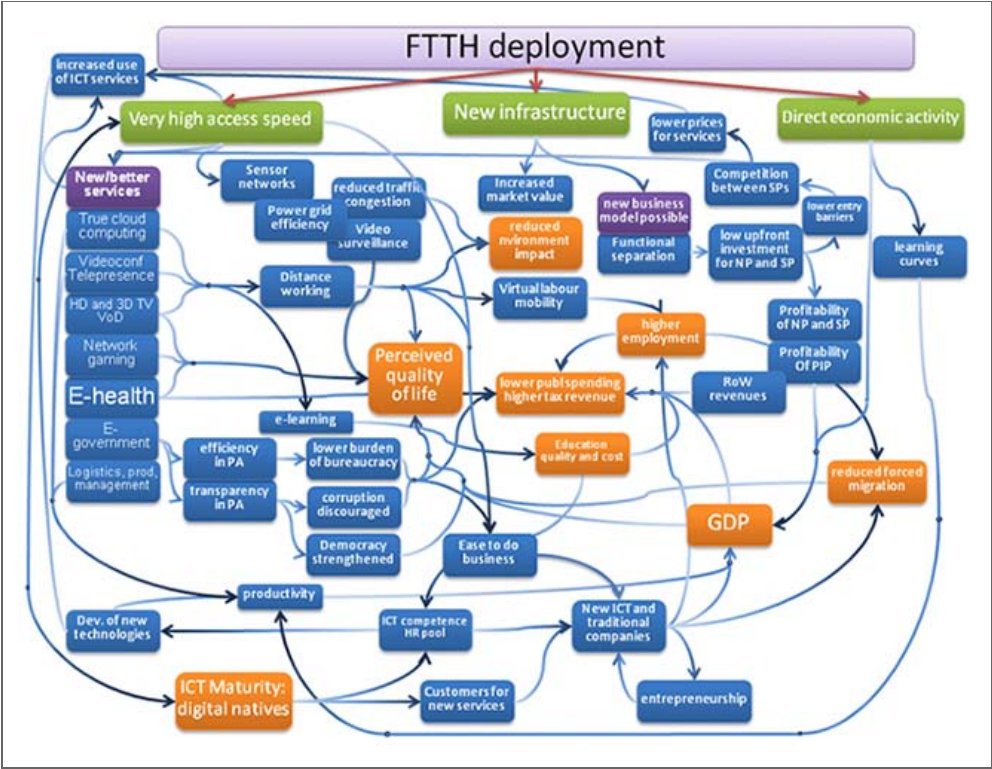 FTTH deployment
Increased use
of ICT services
Very high access speed
New infrastructure
Direct economic activity
lower prices
for services
New/better
services
Sensor
networks
reduced traffic
congestion
Increased
market value
Competition
between SPs
Power grid
efficiency
new business
model possible
lower entry
barriers
True cloud
computing
Video
surveillance
reduced
nvironment
impact
Functional
separation
low upfront
investment
for NP and SP
learning
curves
Videoconf
Telepresence
Distance
working
Virtual labour
mobility
HD and 3D TV
VoD
higher
employment
Profitability
of NP and SP
Network
gaming
Perceived
quality
of life
Profitability
Of PIP
E-health
lower publ spending
higher tax revenue
RoW
revenues
e-learning
E-
government
efficiency
in PA
lower burden
of bureaucracy
Education
quality and cost
Logistics, prod,
management
transparency
in PA
corruption
discouraged
reduced forced
migration
GDP
Democracy
strengthened
Ease to do
business
productivity
Dev. of new
technologies
ICT competence
HR pool
New ICT and
traditional
companies
ICT Maturity:
digital natives
Customers for
new services
entrepreneurship